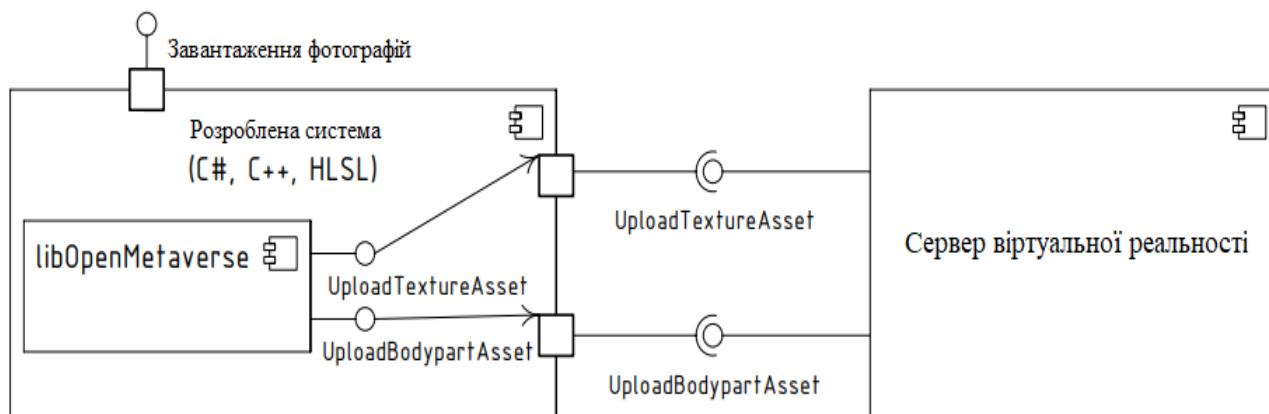 Завантаження фотографій
Розроблена система
(C#, C++, HLSL)
libOpenMetaverse
UploadTextureAsset
UploadBodypartAsset
UploadTextureAsset
UploadBodypartAsset
Сервер віртуальної реальності